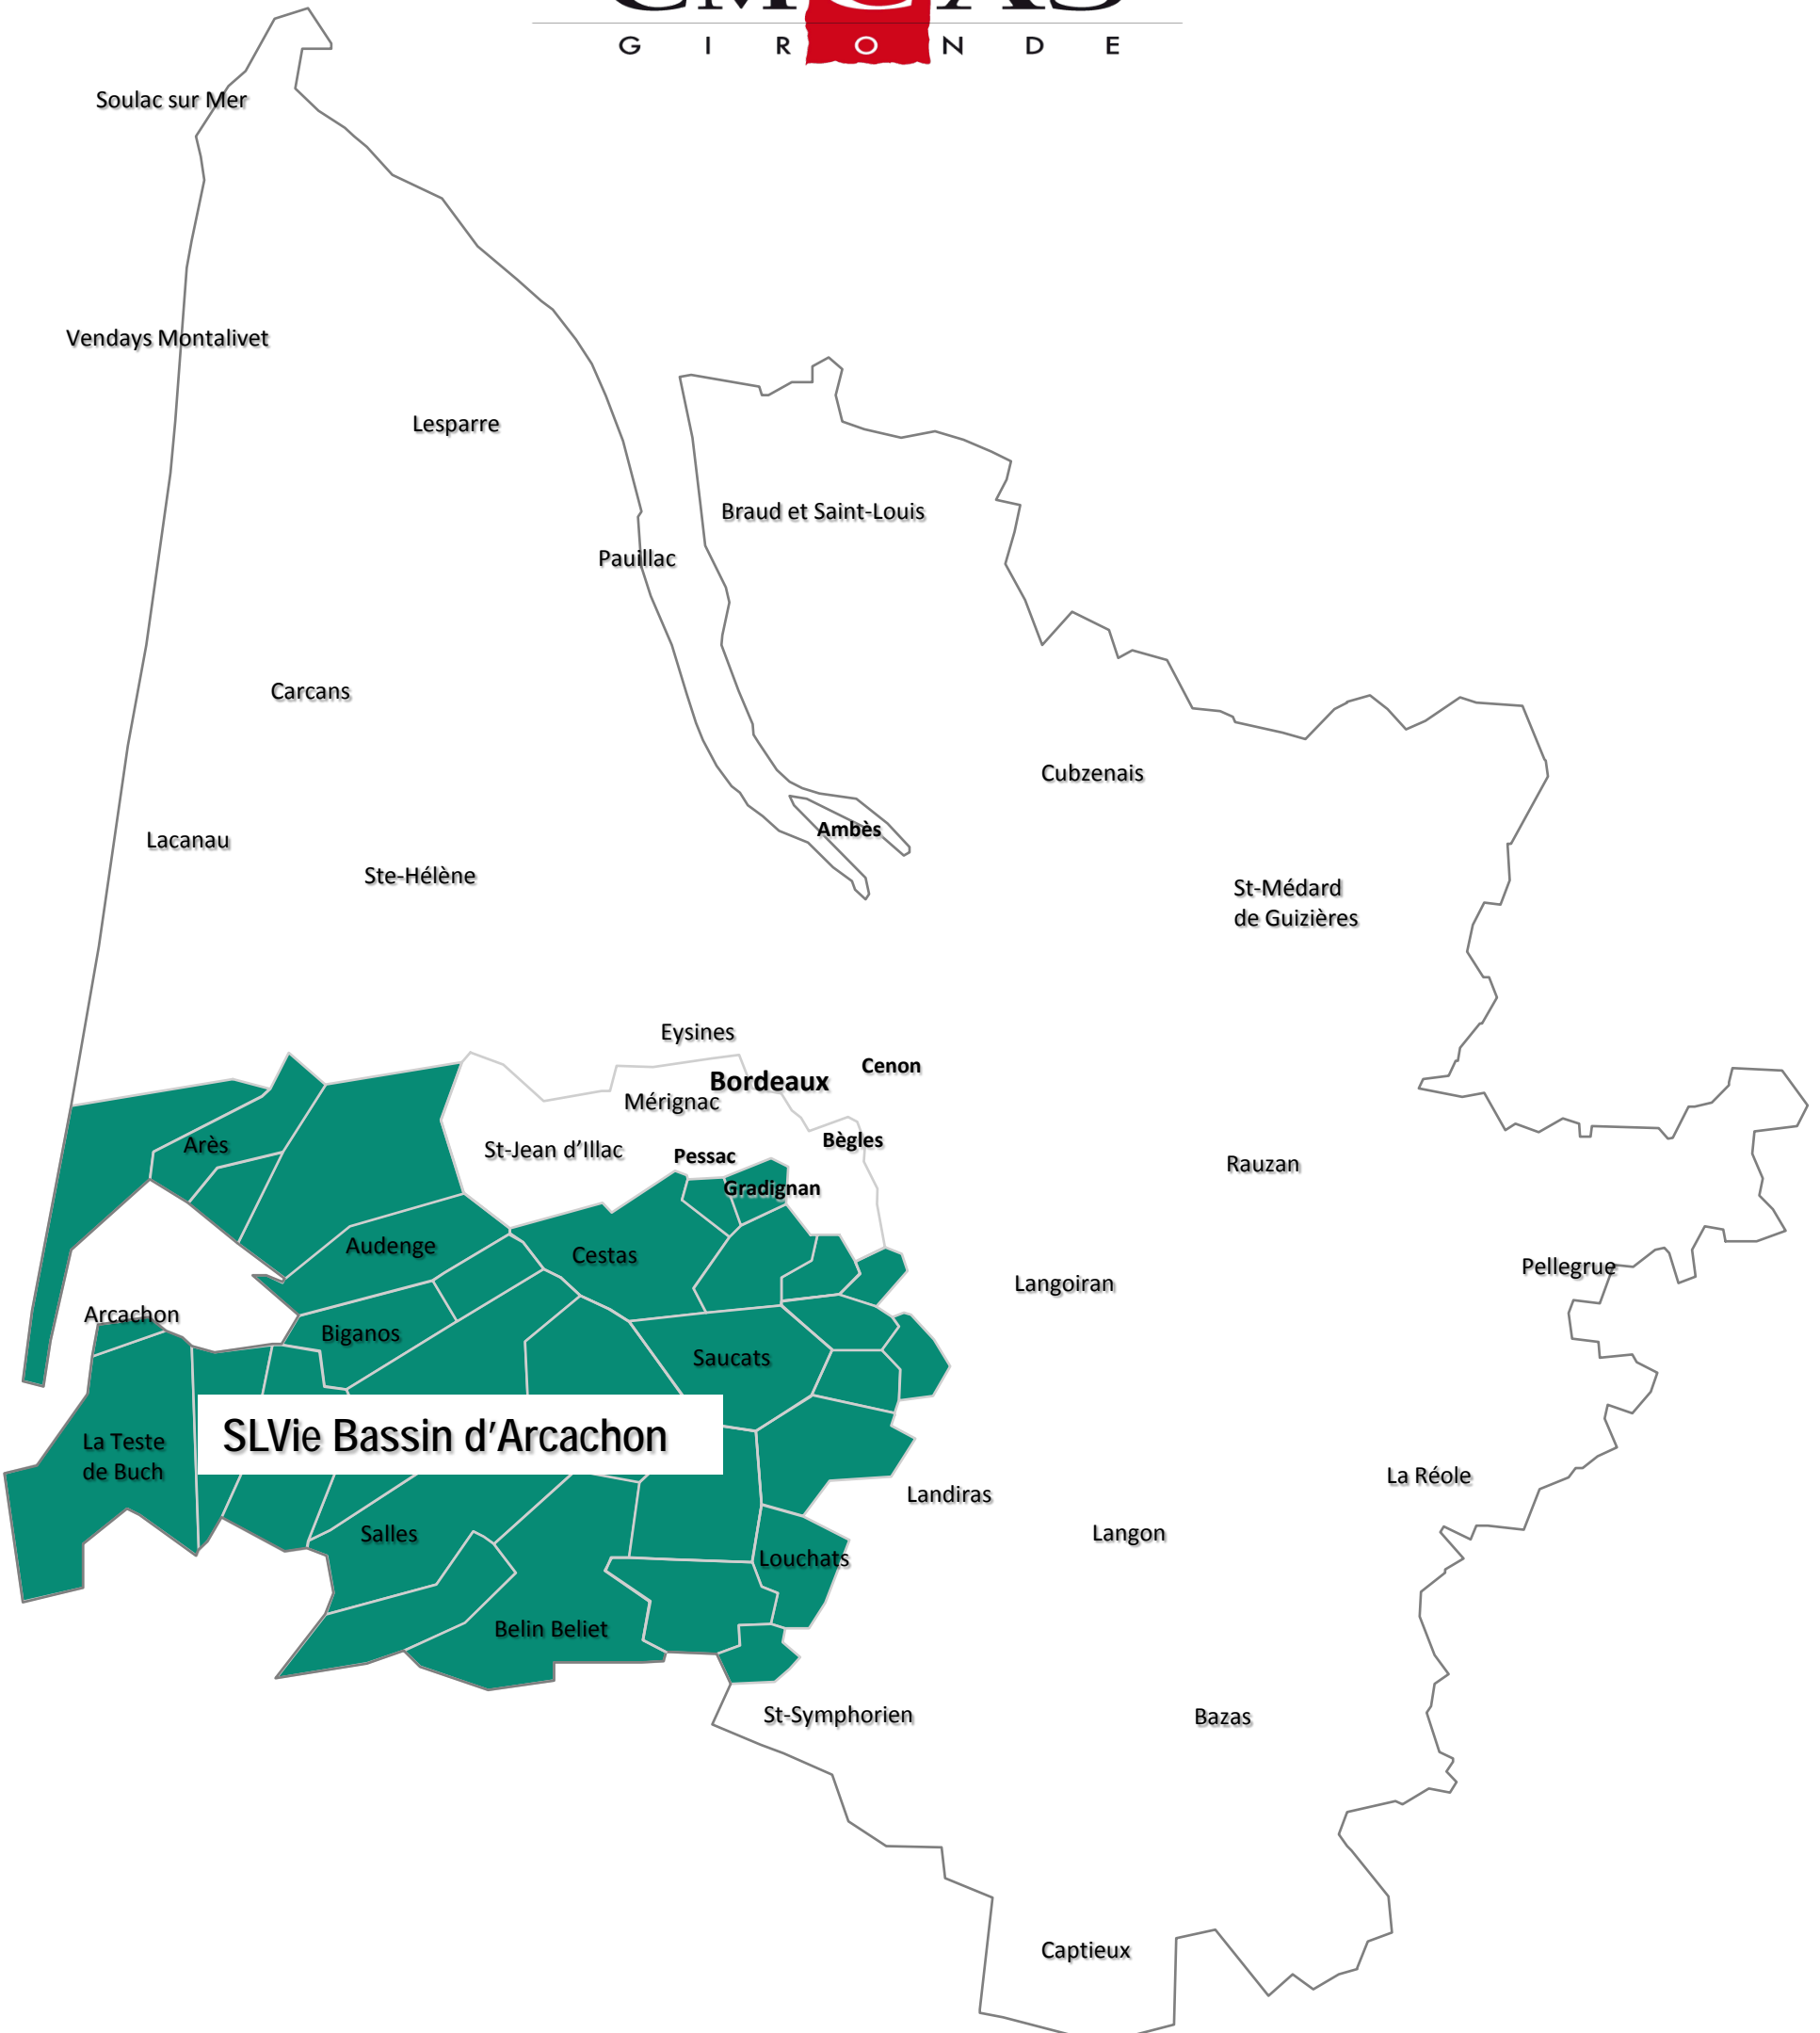 CMCAS
GIRONDE
Soulac sur Mer
Vendays Montalivet
Lesparre
Braud et Saint-Louis
Pauillac
Carcans
Cubzenais
Ambès
Lacanau
Ste-Hélène
St-Médard
de Guizières
Eysines
Cenon
Bordeaux
Mérignac
Bègles
Arès
St-Jean d'Illac
Pessac
Rauzan
Gradignan
Audenge
Cestas
Pellegrue
Langoiran
Arcachon
Biganos
Saucats
SLVie Bassin d'Arcachon
La Teste
de Buch
La Réole
Landiras
Langon
Salles
Louchats
Belin Beliet
St-Symphorien
Bazas
Captieux